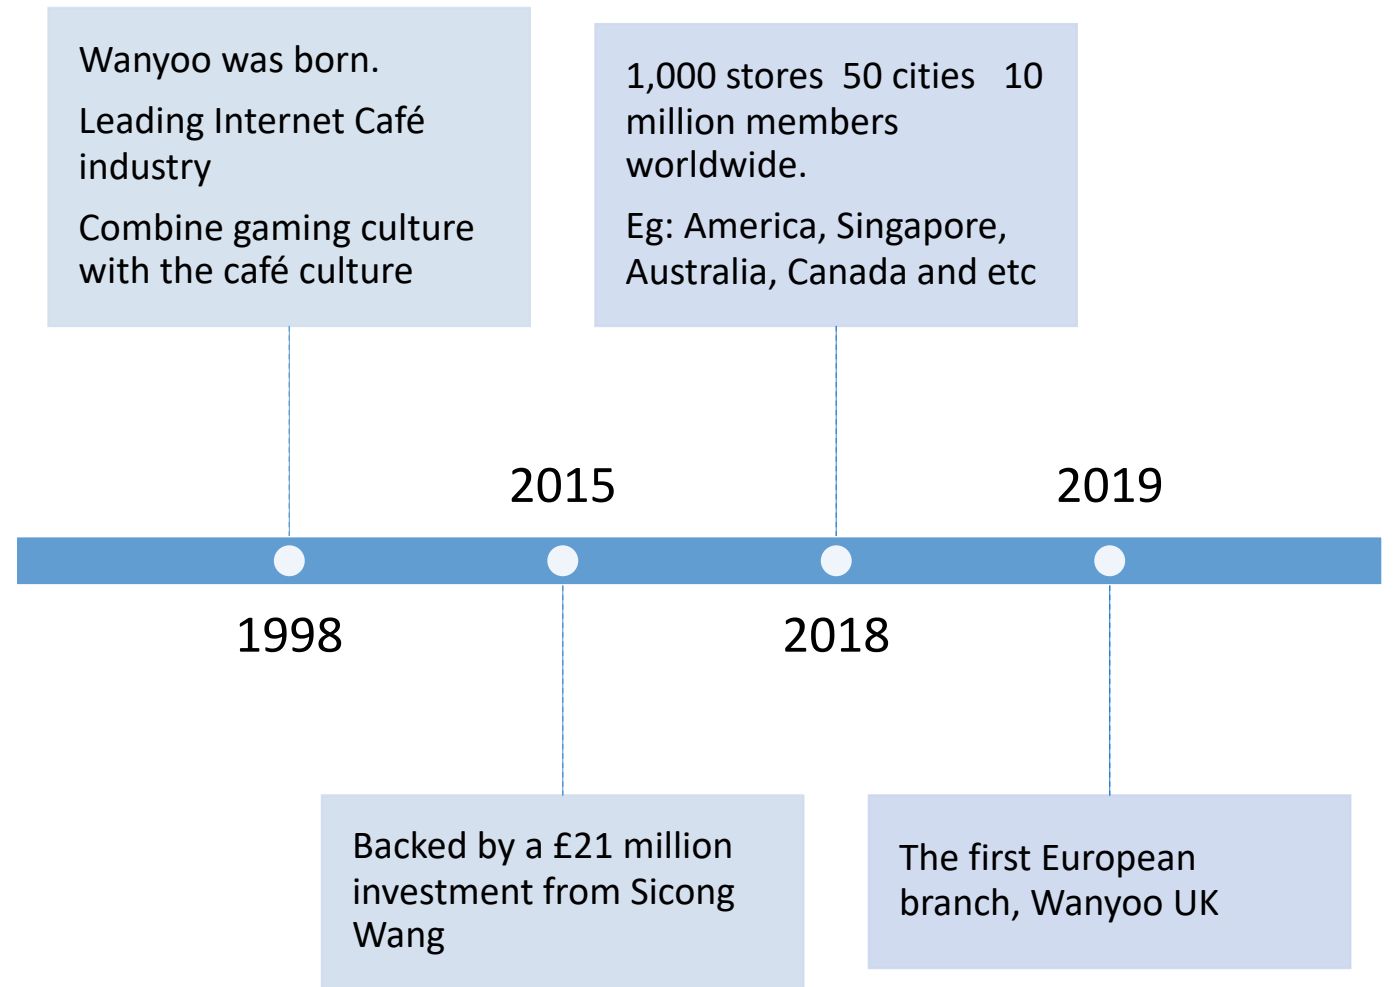 Wanyoo was born.
Leading Internet Café
industry
Combine gaming culture
with the café culture
1,000 stores  50 cities   10
million members
worldwide.
Eg: America, Singapore,
Australia, Canada and etc
2015
2019
1998
2018
Backed by a £21 million
investment from Sicong
Wang
The first European
branch, Wanyoo UK